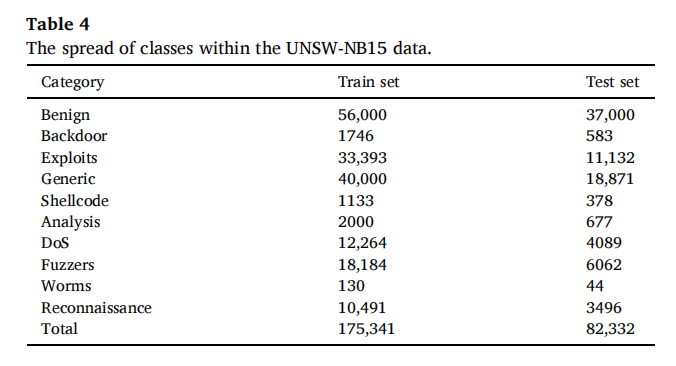 Table 4
The spread of classes within the UNSW-NB15 data.
Category Train set Test set
Benign 56,000 37,000
Backdoor 1746 583
Exploits 33,393 11,132
Generic 40,000 18,871
Shellcode 1133 378
Analysis 2000 677
DoS 12,264 4089
Fuzzers 18,184 6062
Worms 130 44
Reconnaissance 10,491 3496
Total 175,341 82,332